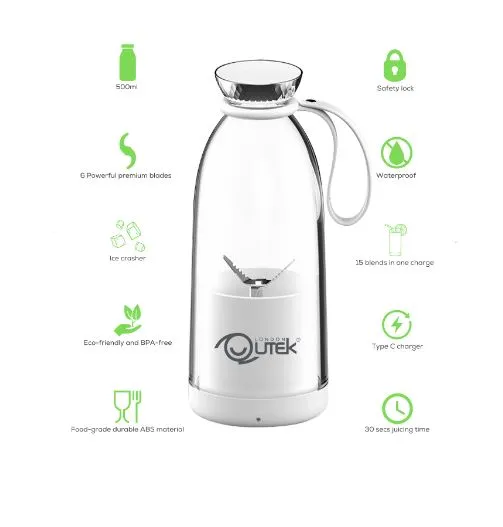 500ml
Safety lock
6 Powerful premium blades
Waterproof
Ice crasher
15 blends in one charge
LONDON
QUTEK
Eco-friendly and BPA-free
Type C charger
Food-grade durable ABS material
30 secs juicing time